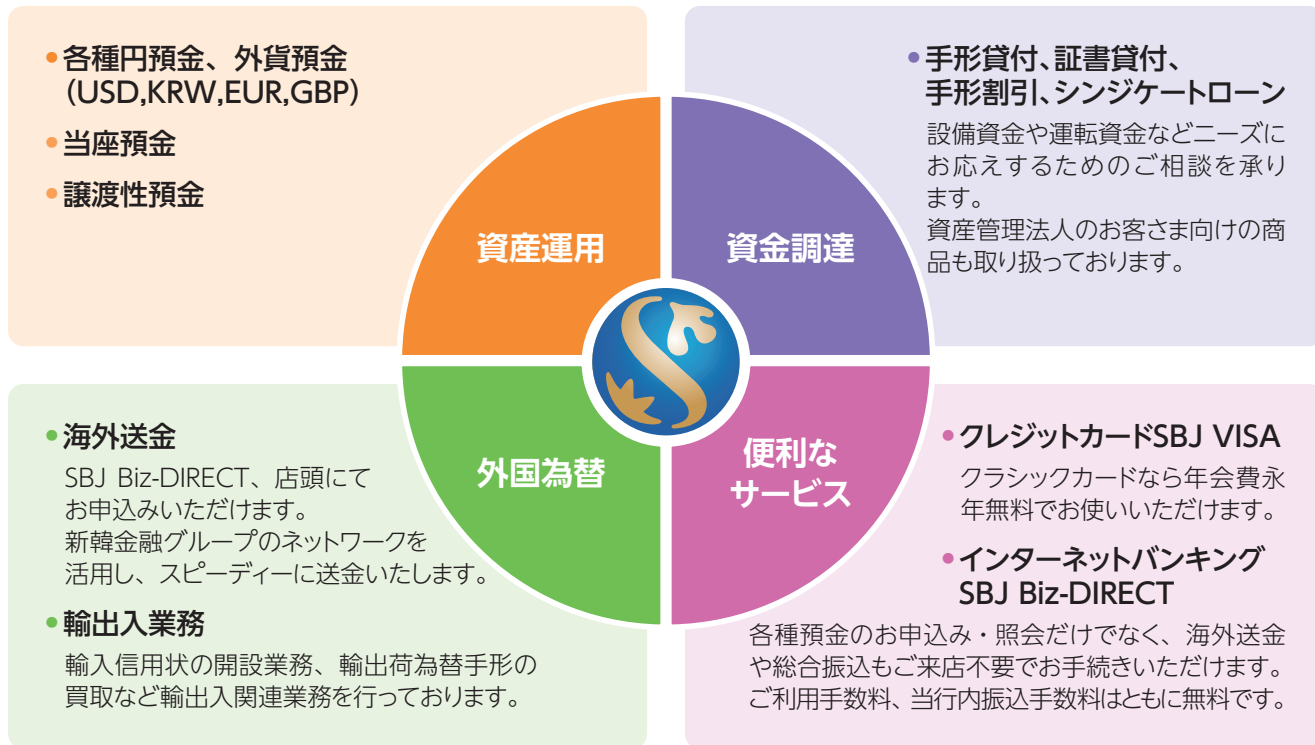 •各種円預金、外貨預金
(USD,KRW,EUR,GBP)
•当座預金
•譲渡性預金
資産運用
•手形貸付、証書貸付、
手形割引、シンジケートローン
設備資金や運転資金などニーズに
お応えするためのご相談を承り
ます。
資産管理法人のお客さま向けの商
品も取り扱っております。
資金調達
•海外送金
SBJ Biz-DIRECT、店頭にて
お申込みいただけます。
新韓金融グループのネットワークを
活用し、スピーディーに送金いたします。
•輸出入業務
輸入信用状の開設業務、輸出荷為替手形の
買取など輸出入関連業務を行っております。
外国為替
便利な
サービス
•クレジットカードSBJ VISA
クラシックカードなら年会費永
年無料でお使いいただけます。
•インターネットバンキング
SBJ Biz-DIRECT
各種預金のお申込み・照会だけでなく、海外送金
や総合振込もご来店不要でお手続きいただけます。
ご利用手数料、当行内振込手数料はともに無料です。